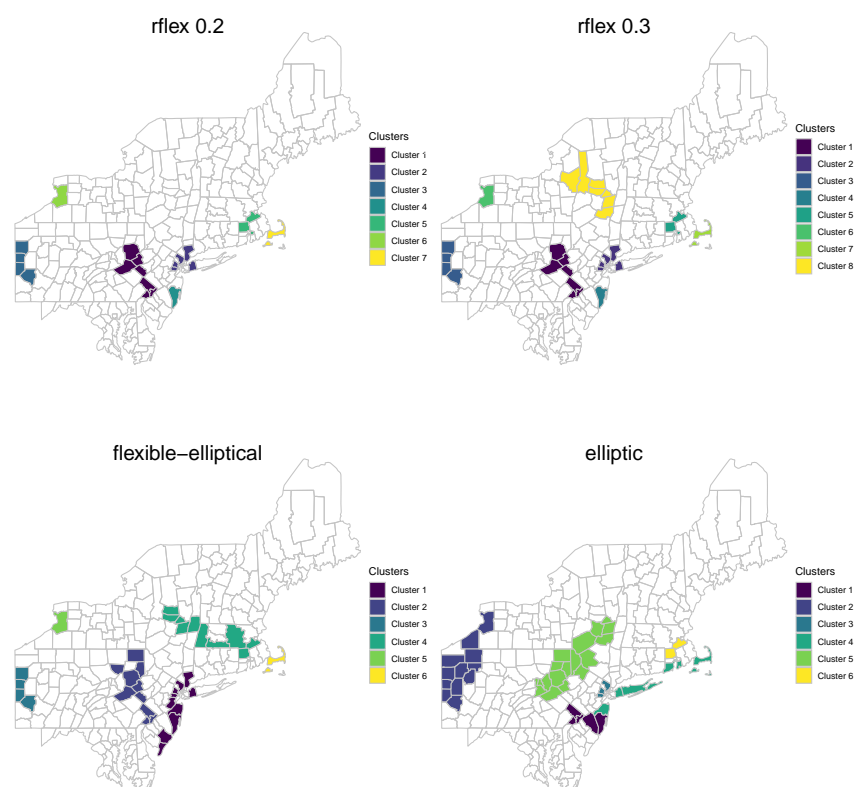 rflex 0.2
Clusters
Cluster 1
Cluster 2
Cluster 3
Cluster 4
Cluster 5
Cluster 6
Cluster 7
rflex 0.3
Clusters
Cluster 1
Cluster 2
Cluster 3
Cluster 4
Cluster 5
Cluster 6
Cluster 7
Cluster 8
flexible−elliptical
Clusters
Cluster 1
Cluster 2
Cluster 3
Cluster 4
Cluster 5
Cluster 6
elliptic
Clusters
Cluster 1
Cluster 2
Cluster 3
Cluster 4
Cluster 5
Cluster 6